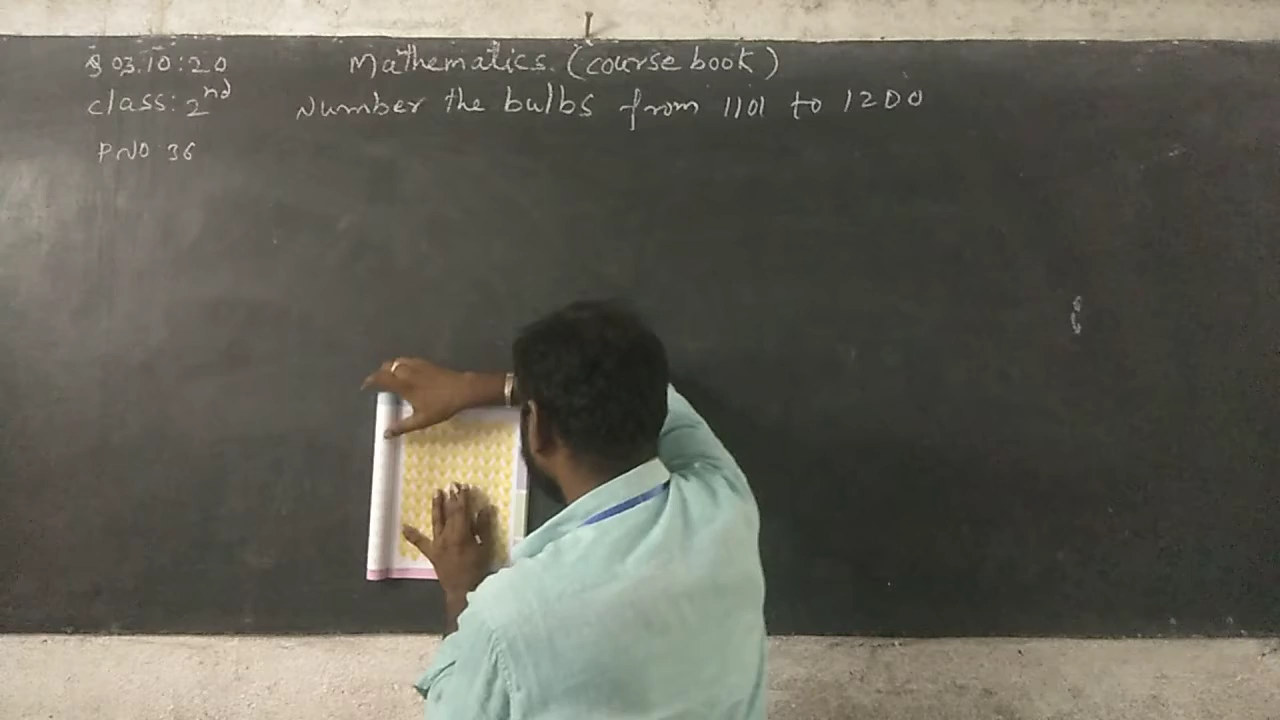 03.10:20 Mathematics. (course book)
class: 2nd Number the bulbs from 1101 to 1200
P NO 36